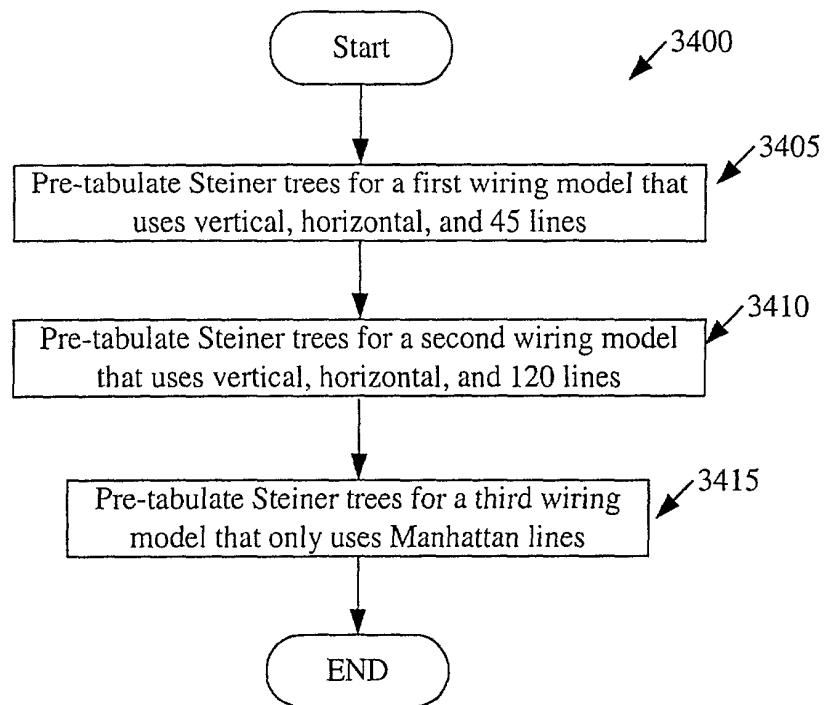 Start
3400
3405
Pre-tabulate Steiner trees for a first wiring model that
uses vertical, horizontal, and 45 lines
3410
Pre-tabulate Steiner trees for a second wiring model
that uses vertical, horizontal, and 120 lines
3415
Pre-tabulate Steiner trees for a third wiring
model that only uses Manhattan lines
END